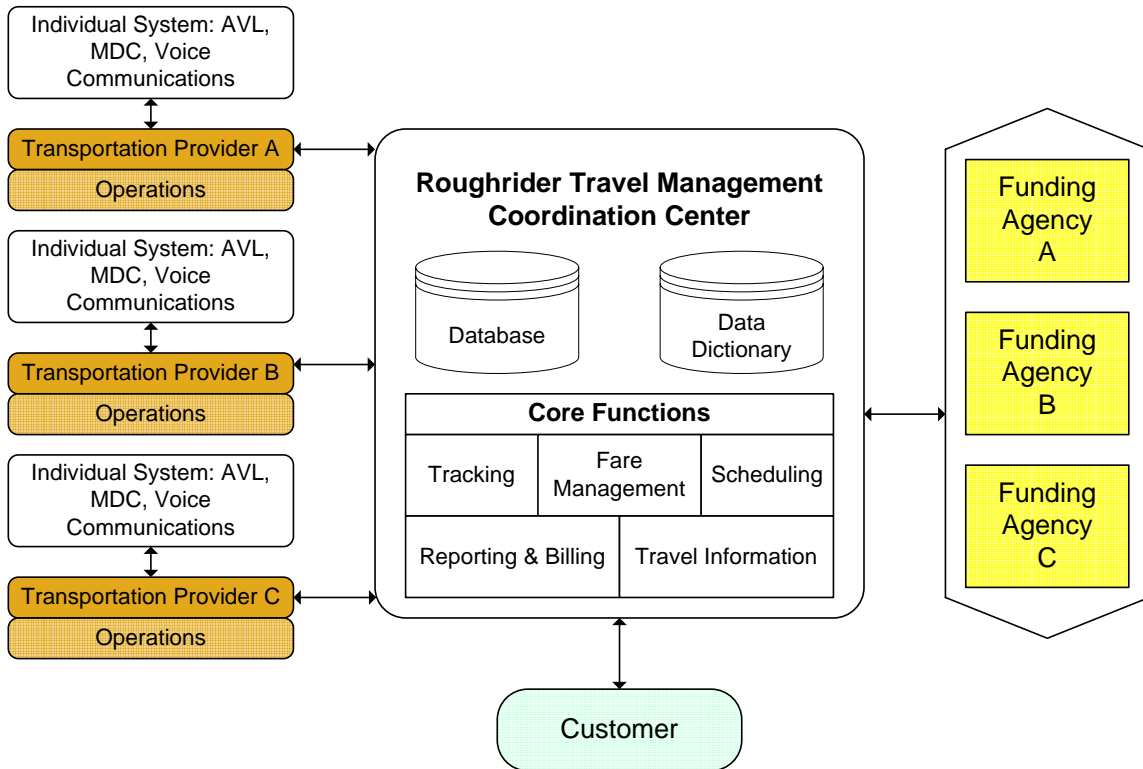 Individual System: AVL,
MDC, Voice
Communications
Transportation Provider A
Operations
Individual System: AVL,
MDC, Voice
Communications
Transportation Provider B
Operations
Individual System: AVL,
MDC, Voice
Communications
Transportation Provider C
Operations
Roughrider Travel Management
Coordination Center
Database
Data
Dictionary
Core Functions
Tracking
Fare
Management
Scheduling
Reporting & Billing
Travel Information
Funding
Agency
A
Funding
Agency
B
Funding
Agency
C
Customer